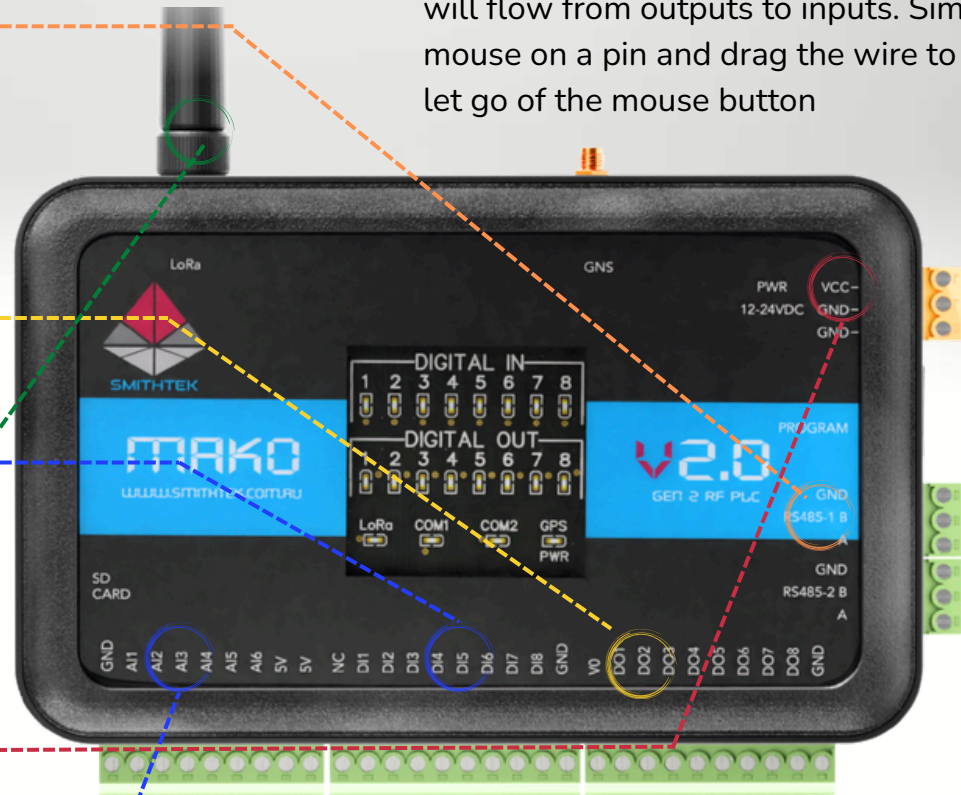 will flow from outputs to inputs. Sim
mouse on a pin and drag the wire to
let go of the mouse button
LoRa
GNS
PWR VCC
12-24VDC GND
GND
SMITHTEK
DIGITAL IN
1 2 3 4 5 6 7 8
DIGITAL OUT
1 2 3 4 5 6 7 8
LoRa COM1 COM2 GPS
PWR
MAKO
WWW.SMITHTEK.COM.AU
PROGRAM
V2.0
GEN 2 RF PLC
GND
RS485-1 B
A
GND
RS485-2 B
A
SD
CARD
GND AI1 AI2 AI3 AI4 AI5 AI6 5V 5V NC DI1 DI2 DI3 DI4 DI5 DI6 DI7 DI8 GND V0 DO1 DO2 DO3 DO4 DO5 DO6 DO7 DO8 GND